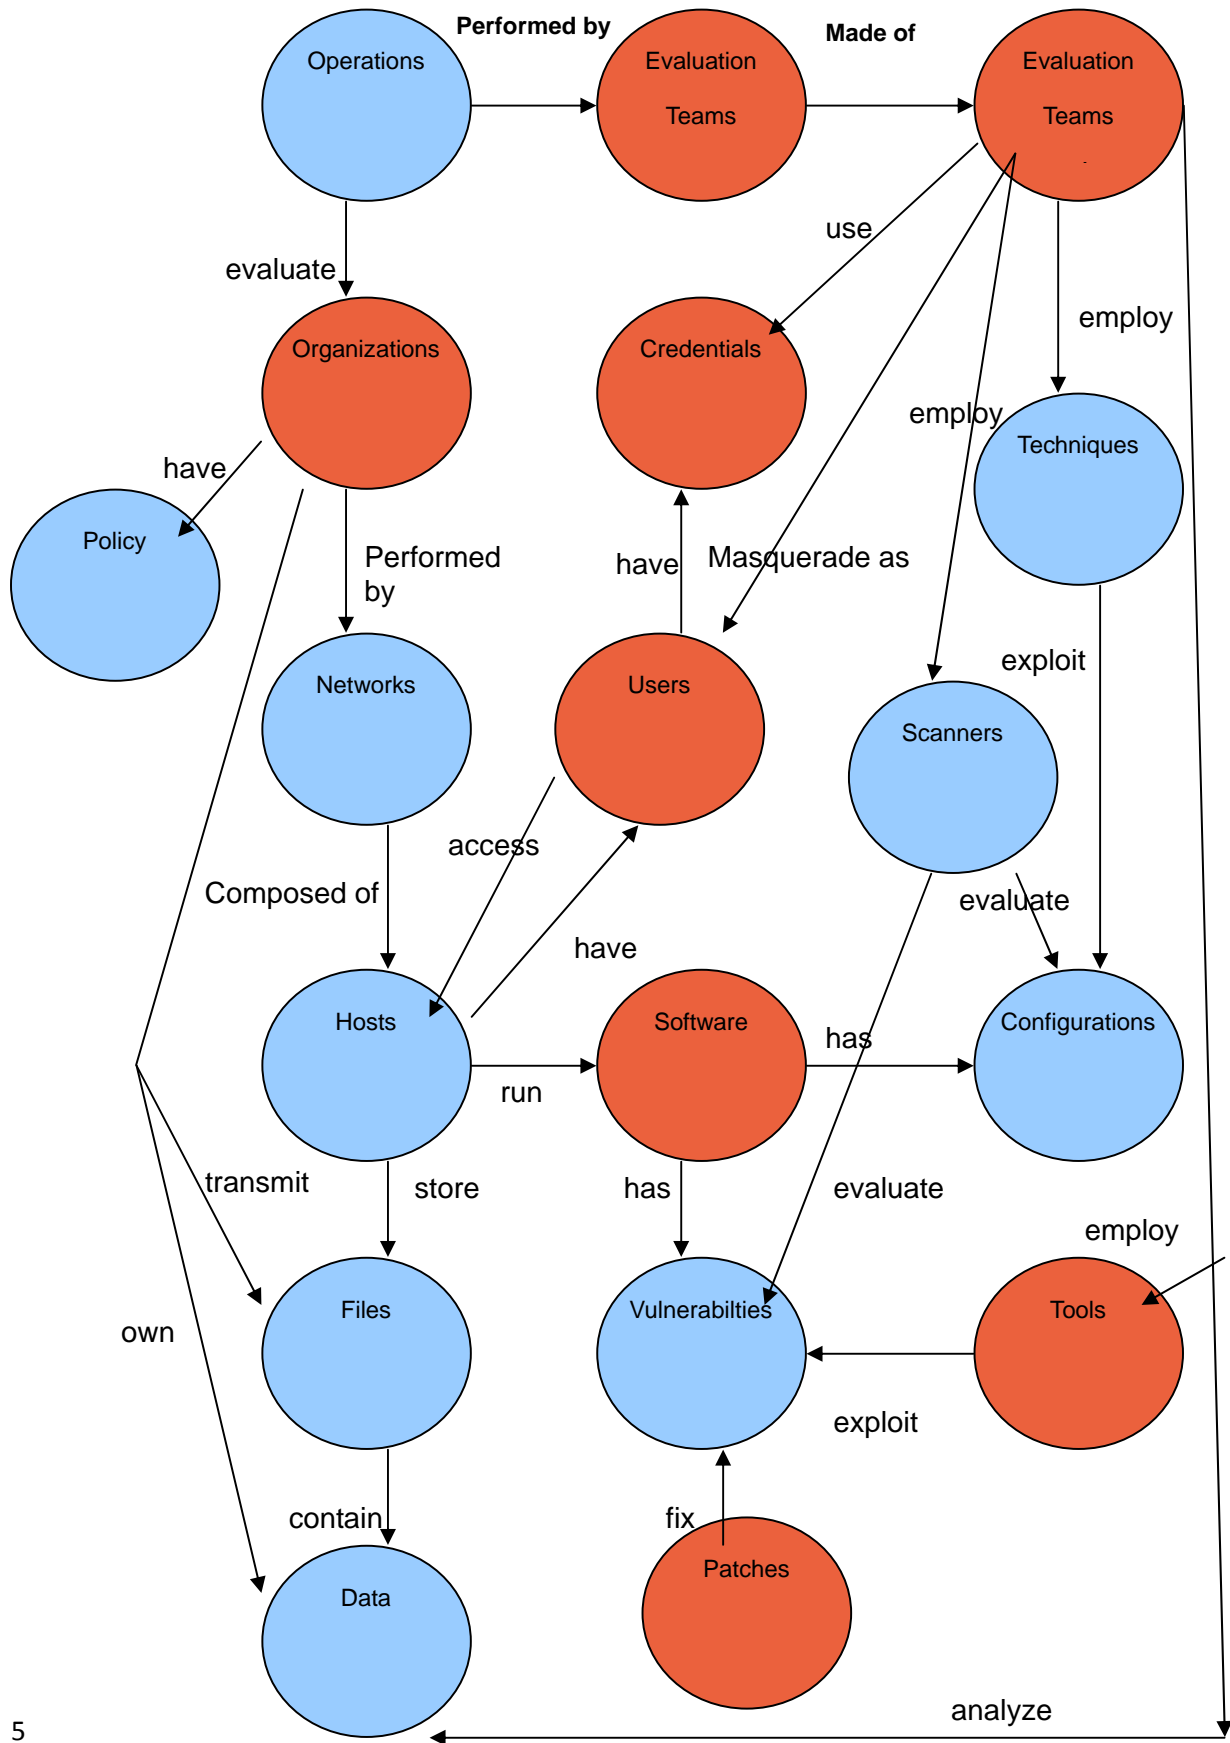 Performed by
Made of
Operations
Evaluation
Teams
Evaluation
Teams
use
evaluate
employ
Organizations
Credentials
employ
Techniques
have
Policy
Performed
by
have
Masquerade as
exploit
Networks
Users
Scanners
access
Composed of
evaluate
have
Hosts
Software
Configurations
has
run
transmit
store
has
evaluate
employ
Files
Vulnerabilties
Tools
own
exploit
contain
fix
Patches
Data
analyze
5